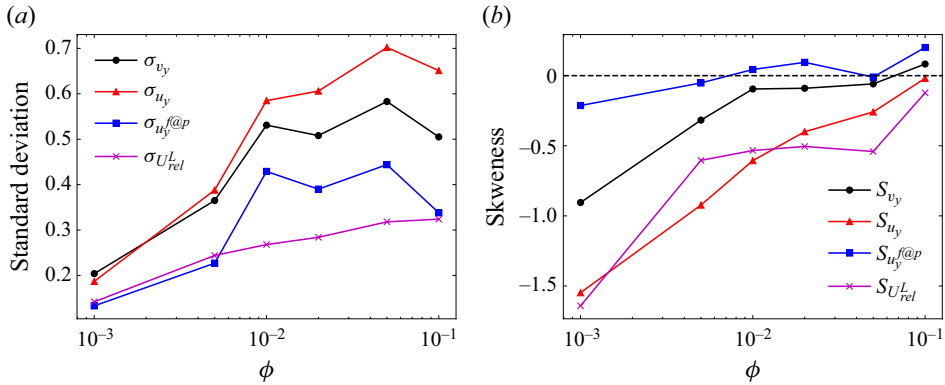 (a)
Standard deviation
0.7
0.6
0.5
0.4
0.3
0.2
σ_{v_y}
σ_{u_y}
σ_{u_y^{f@p}}
σ_{U_{rel}^L}
10^{−3}
10^{−2}
10^{−1}
ϕ
(b)
Skweness
0
−0.5
−1.0
−1.5
S_{v_y}
S_{u_y}
S_{u_y^{f@p}}
S_{U_{rel}^L}
10^{−3}
10^{−2}
10^{−1}
ϕ